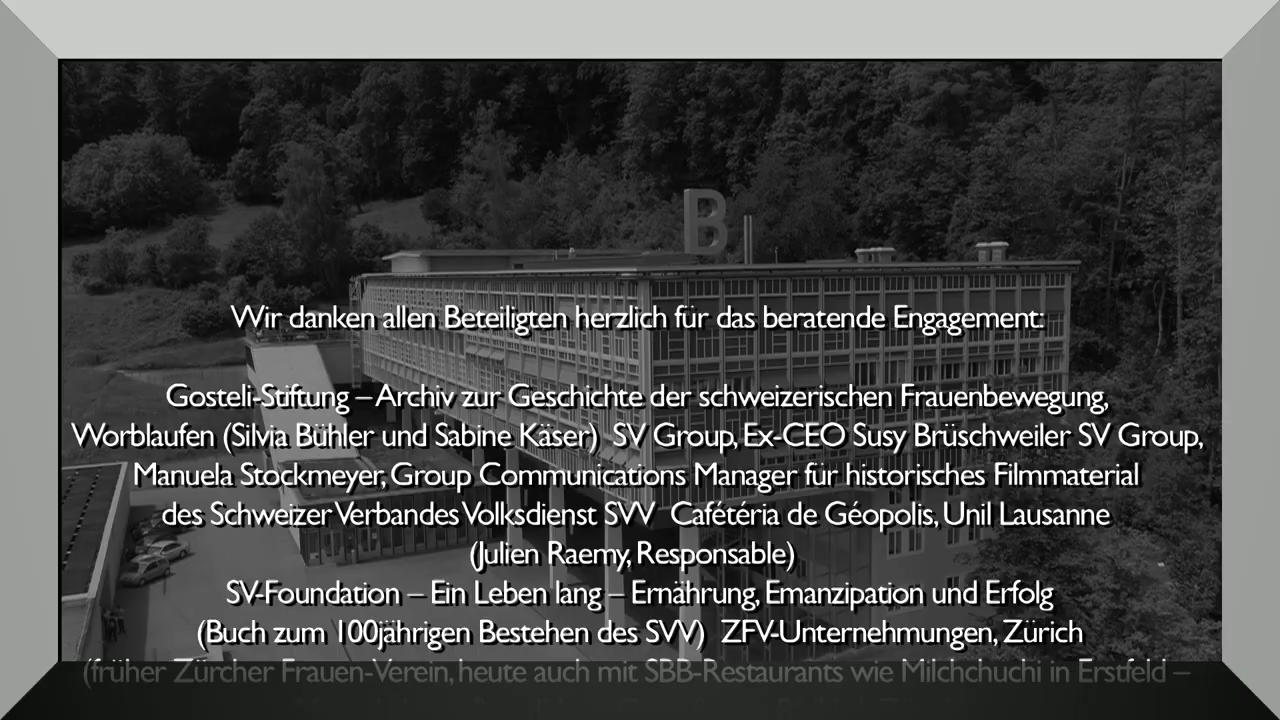 B
Wir danken allen Beteiligten herzlich für das beratende Engagement:
Gosteli-Stiftung – Archiv zur Geschichte der schweizerischen Frauenbewegung,
Worblaufen (Silvia Bühler und Sabine Käser) SV Group, Ex-CEO Susy Brüschweiler SV Group,
Manuela Stockmeyer, Group Communications Manager für historisches Filmmaterial
des Schweizer Verbandes Volksdienst SVV Cafétéria de Géopolis, Unil Lausanne
(Julien Raemy, Responsable)
SV-Foundation – Ein Leben lang – Ernährung, Emanzipation und Erfolg
(Buch zum 100jährigen Bestehen des SVV) ZFV-Unternehmungen, Zürich
(früher Zürcher Frauen-Verein, heute auch mit SBB-Restaurants wie Milchchuchi in Erstfeld –